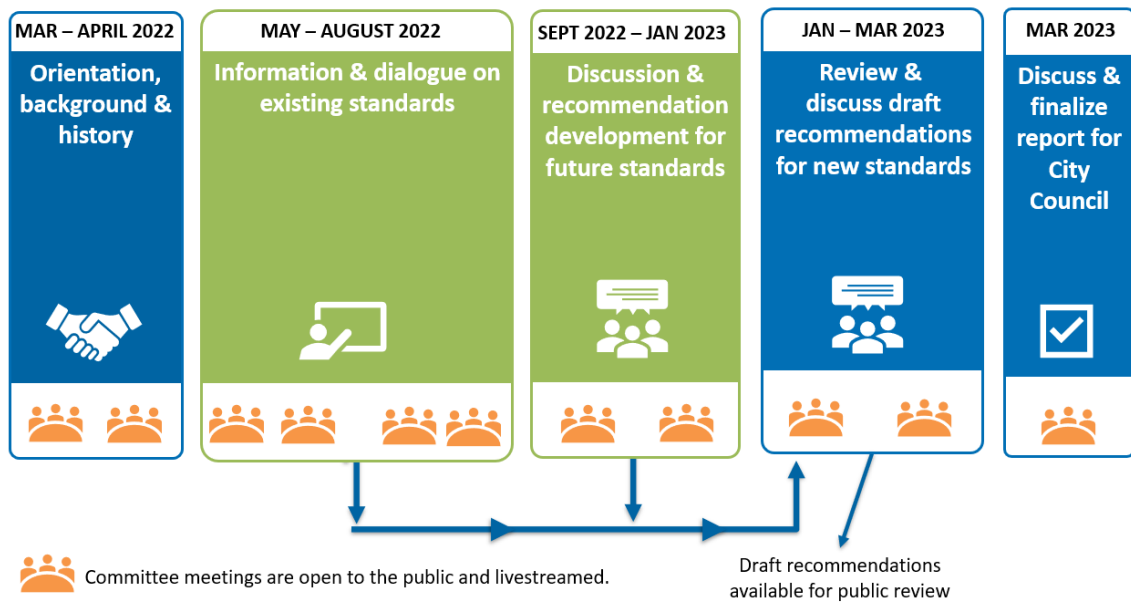 MAR – APRIL 2022
Orientation,
background &
history
MAY – AUGUST 2022
Information & dialogue on
existing standards
SEPT 2022 – JAN 2023
Discussion &
recommendation
development for
future standards
JAN – MAR 2023
Review &
discuss draft
recommendations
for new standards
MAR 2023
Discuss &
finalize
report for
City
Council
Committee meetings are open to the public and livestreamed.
Draft recommendations
available for public review